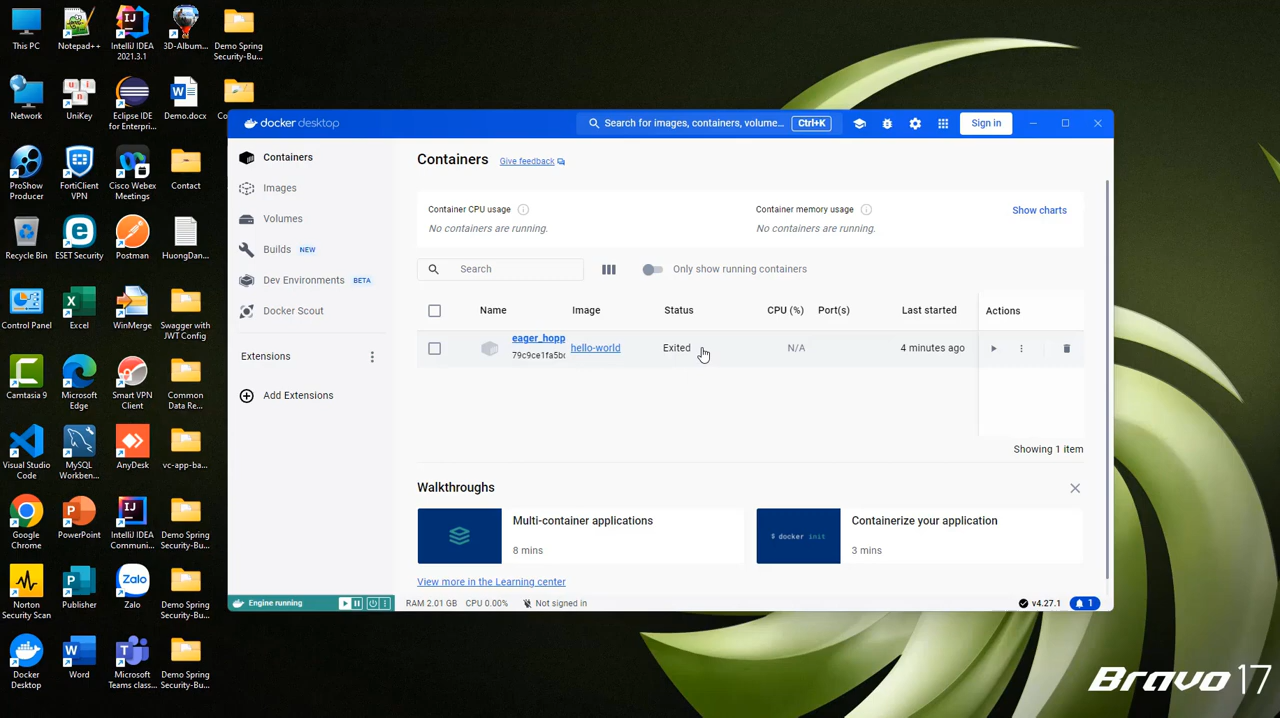 This PC
Notepad++
IntelliJ IDEA
2021.3.1
3D-Album...
Demo Spring
Security-Bu...
Network
UniKey
Eclipse IDE
for Enterpri...
Demo.docx
ProShow
Producer
FortiClient
VPN
Cisco Webex
Meetings
Contact
Recycle Bin
ESET Security
Postman
HuongDan...
Control Panel
Excel
WinMerge
Swagger with
JWT Config
Camtasia 9
Microsoft
Edge
Smart VPN
Client
Common
Data Re...
Visual Studio
Code
MySQL
Workben...
AnyDesk
vc-app-ba...
Google
Chrome
PowerPoint
IntelliJ IDEA
Communi...
Demo Spring
Security-Bu...
Norton
Security Scan
Publisher
Zalo
Demo Spring
Security-Bu...
Docker
Desktop
Word
Microsoft
Teams class...
Demo Spring
Security-Bu...
docker desktop
Search for images, containers, volume... Ctrl+K
Sign in
Containers
Images
Volumes
Builds NEW
Dev Environments BETA
Docker Scout
Extensions
Add Extensions
Containers Give feedback
Container CPU usage
No containers are running.
Container memory usage
No containers are running.
Show charts
Search
Only show running containers
Name Image Status CPU (%) Port(s) Last started Actions
eager_hopp
79c9ce1fa5b
hello-world Exited N/A 4 minutes ago
Showing 1 item
Walkthroughs
Multi-container applications
8 mins
$ docker init
Containerize your application
3 mins
View more in the Learning center
Engine running
RAM 2.01 GB CPU 0.00% Not signed in
v4.27.1 1
Bravo 17